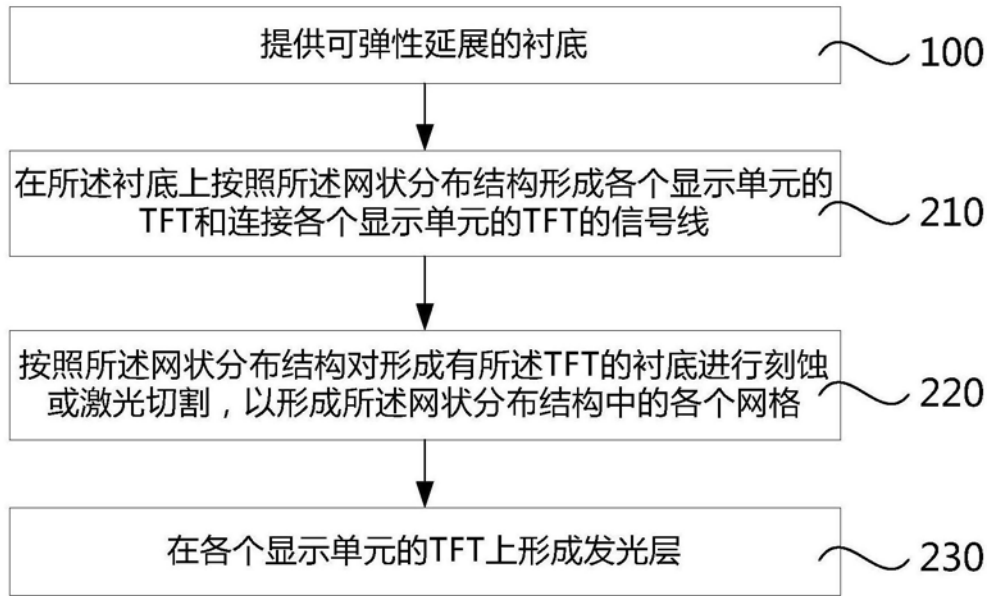 提供可弹性延展的衬底
100
在所述衬底上按照所述网状分布结构形成各个显示单元的
TFT和连接各个显示单元的TFT的信号线
210
按照所述网状分布结构对形成有所述TFT的衬底进行刻蚀
或激光切割，以形成所述网状分布结构中的各个网格
220
在各个显示单元的TFT上形成发光层
230